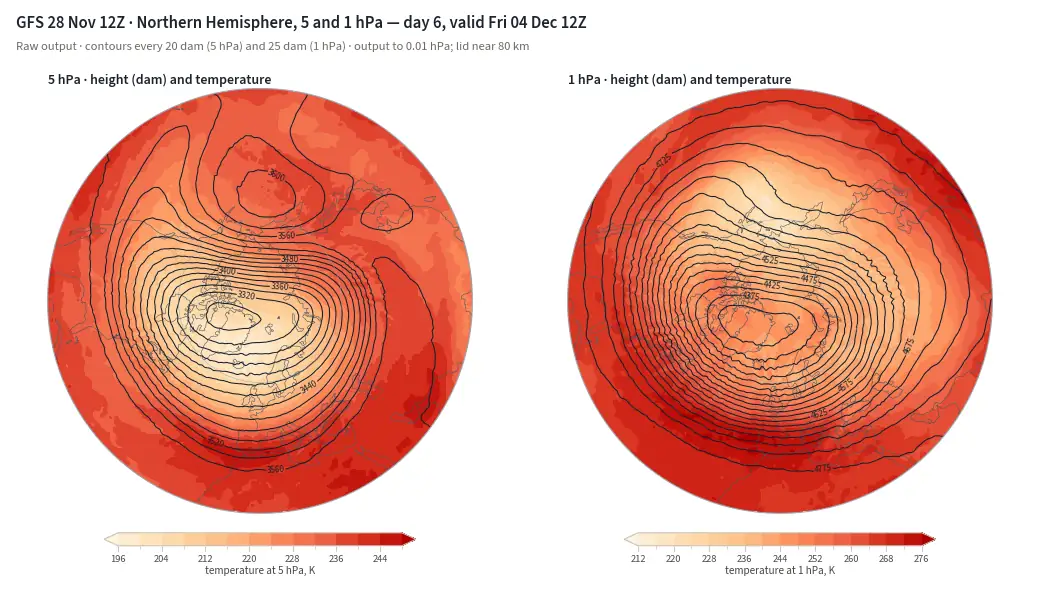 GFS 28 Nov 12Z · Northern Hemisphere, 5 and 1 hPa — day 6, valid Fri 04 Dec 12Z
Raw output · contours every 20 dam (5 hPa) and 25 dam (1 hPa) · output to 0.01 hPa; lid near 80 km
5 hPa · height (dam) and temperature
3600
3560
3480
3400
3360
3320
3440
3560
196 204 212 220 228 236 244
temperature at 5 hPa, K
1 hPa · height (dam) and temperature
4525
4475
4425
4375
4675
4675
4625
4775
212 220 228 236 244 252 260 268 276
temperature at 1 hPa, K